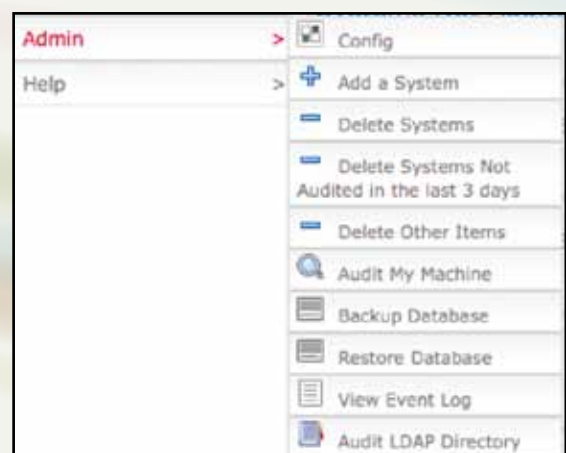 Admin >
Help >
Config
Add a System
Delete Systems
Delete Systems Not
Audited in the last 3 days
Delete Other Items
Audit My Machine
Backup Database
Restore Database
View Event Log
Audit LDAP Directory